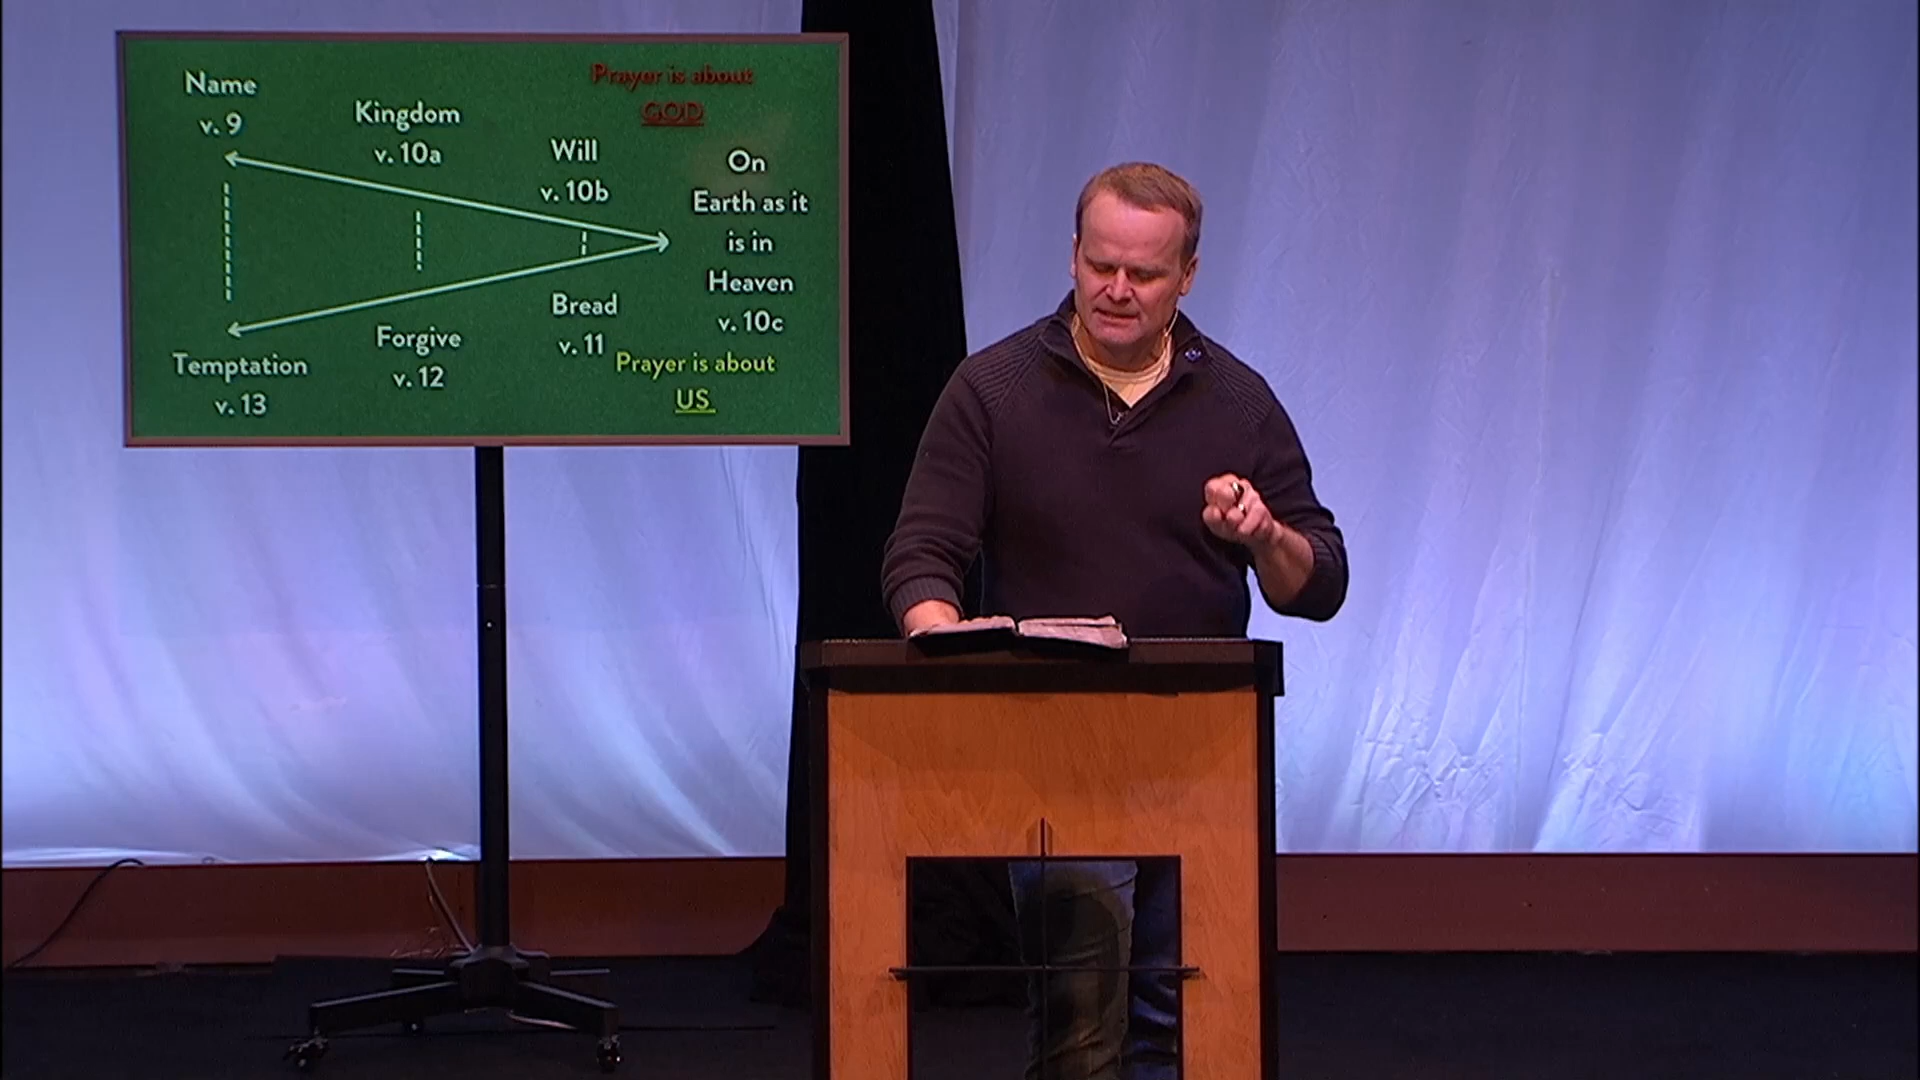 Name
v. 9
Kingdom
v. 10a
Will
v. 10b
Prayer is about
GOD
On
Earth as it
is in
Heaven
v. 10c
Temptation
v. 13
Forgive
v. 12
Bread
v. 11
Prayer is about
US